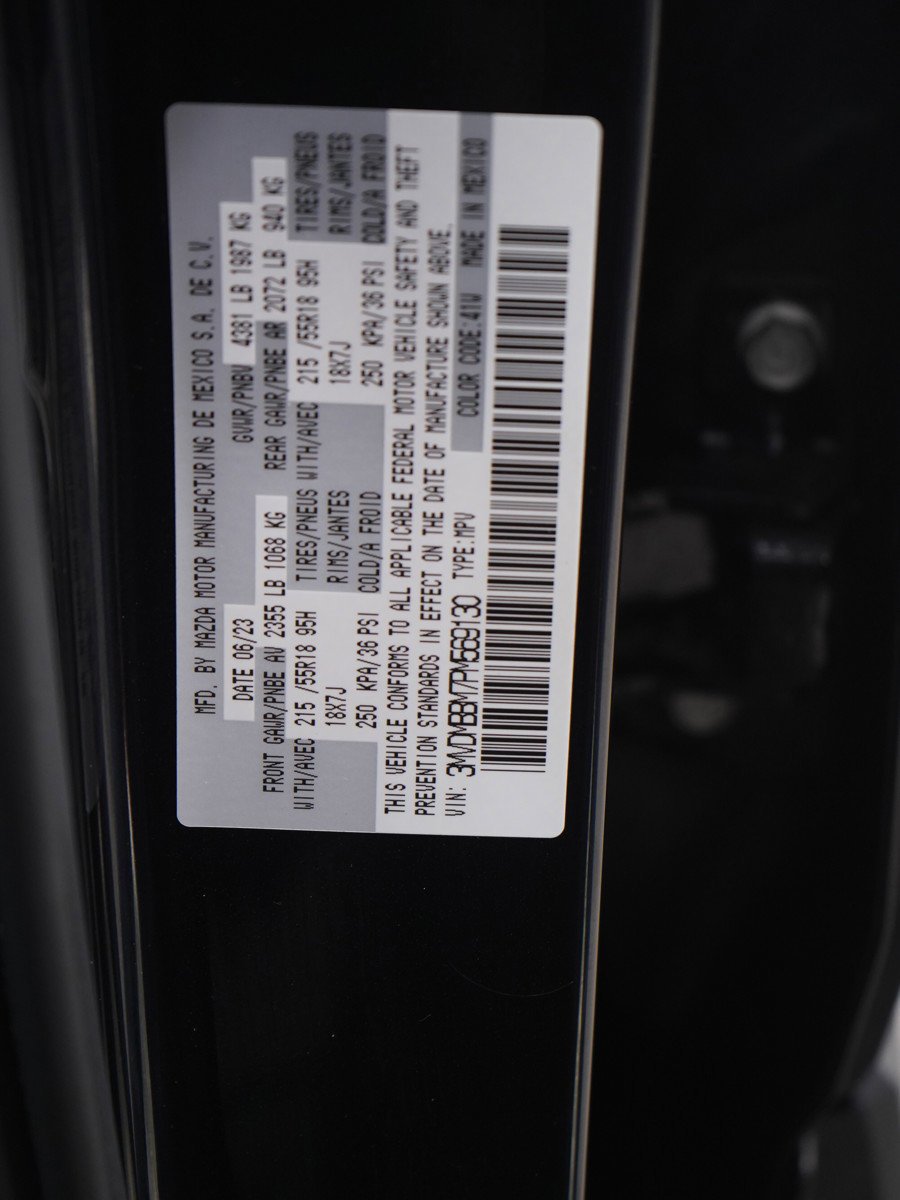 MFD. BY MAZDA MOTOR MANUFACTURING DE MEXICO S.A. DE C.V.
DATE 06/23 GVWR/PNBV 4381 LB 1987 KG
FRONT GAWR/PNBE AV 2355 LB 1068 KG REAR GAWR/PNBE AR 2072 LB 940 KG
WITH/AVEC 215 /55R18 95H TIRES/PNEUS WITH/AVEC 215 /55R18 95H TIRES/PNEUS
18X7J RIMS/JANTES 18X7J RIMS/JANTES
250 KPA/36 PSI COLD/A FROID 250 KPA/36 PSI COLD/A FROID
THIS VEHICLE CONFORMS TO ALL APPLICABLE FEDERAL MOTOR VEHICLE SAFETY AND THEFT
PREVENTION STANDARDS IN EFFECT ON THE DATE OF MANUFACTURE SHOWN ABOVE.
VIN: 3MVDMBBM7PM569130 TYPE:MPV COLOR CODE:41W MADE IN MEXICO